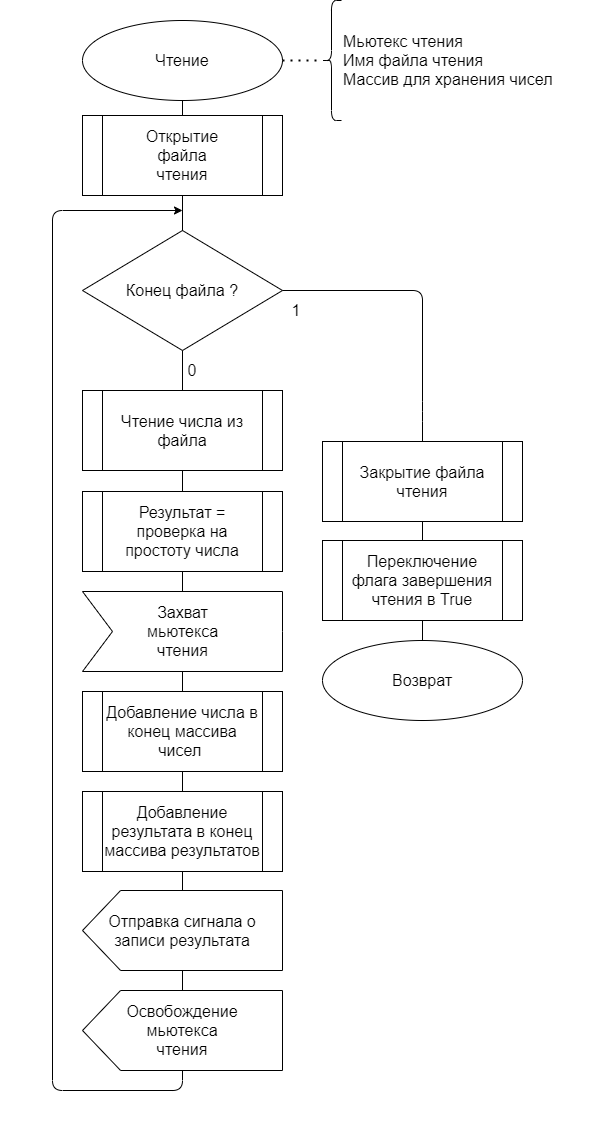 Чтение
Мьютекс чтения
Имя файла чтения
Массив для хранения чисел
Открытие
файла
чтения
Конец файла ?
1
0
Чтение числа из
файла
Результат =
проверка на
простоту числа
Захват
мьютекса
чтения
Добавление числа в
конец массива
чисел
Добавление
результата в конец
массива результатов
Отправка сигнала о
записи результата
Освобождение
мьютекса
чтения
Закрытие файла
чтения
Переключение
флага завершения
чтения в True
Возврат